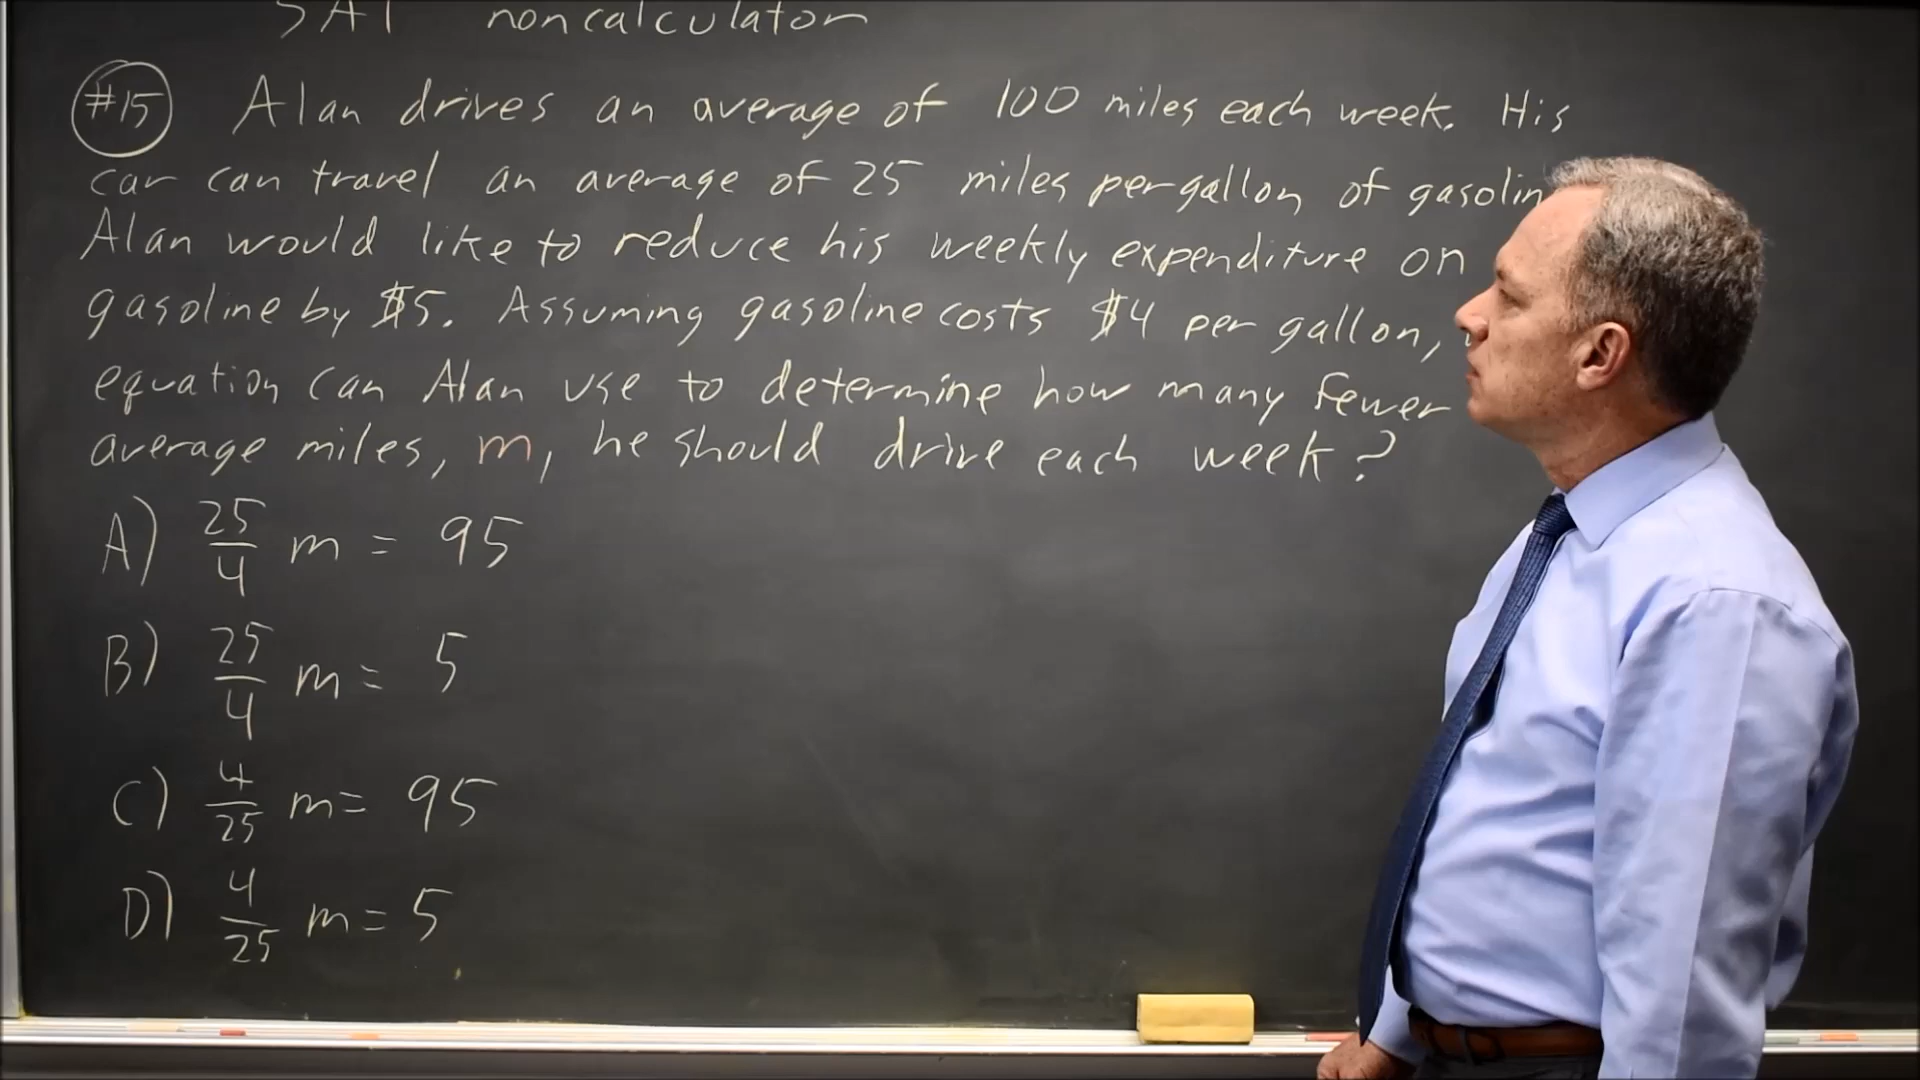 SAT noncalculator
#15 Alan drives an average of 100 miles each week. His
car can travel an average of 25 miles per gallon of gasolin
Alan would like to reduce his weekly expenditure on
gasoline by $5. Assuming gasoline costs $4 per gallon,
equation can Alan use to determine how many fewer
average miles, m, he should drive each week?
A) 25/4 m = 95
B) 25/4 m = 5
C) 4/25 m = 95
D) 4/25 m = 5